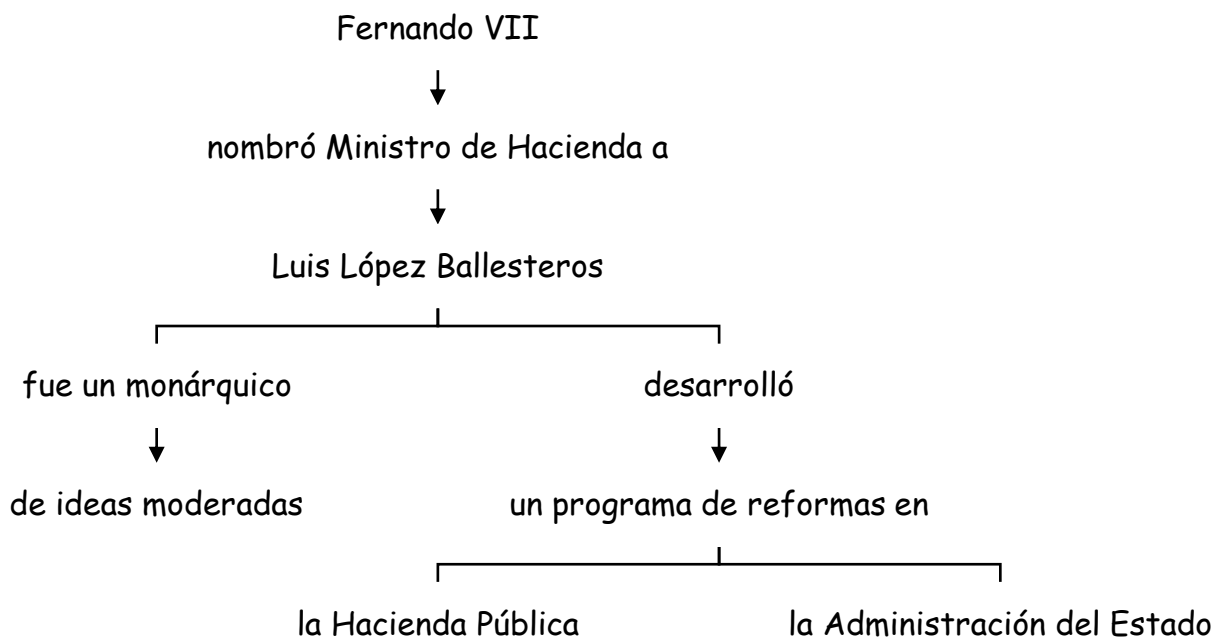 Fernando VII
nombró Ministro de Hacienda a
Luis López Ballesteros
fue un monárquico
desarrolló
de ideas moderadas
un programa de reformas en
la Hacienda Pública
la Administración del Estado